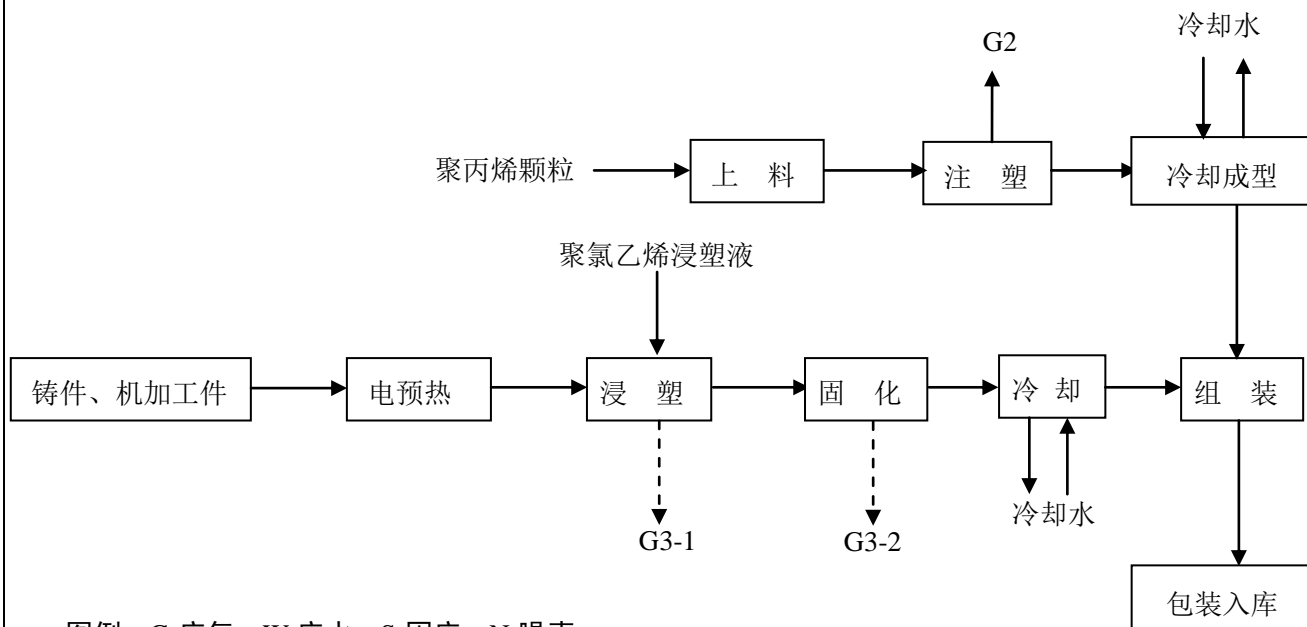 冷却水
G2
聚丙烯颗粒
上 料
注 塑
冷却成型
聚氯乙烯浸塑液
铸件、机加工件
电预热
浸 塑
固 化
冷 却
组 装
冷却水
G3-1
G3-2
包装入库